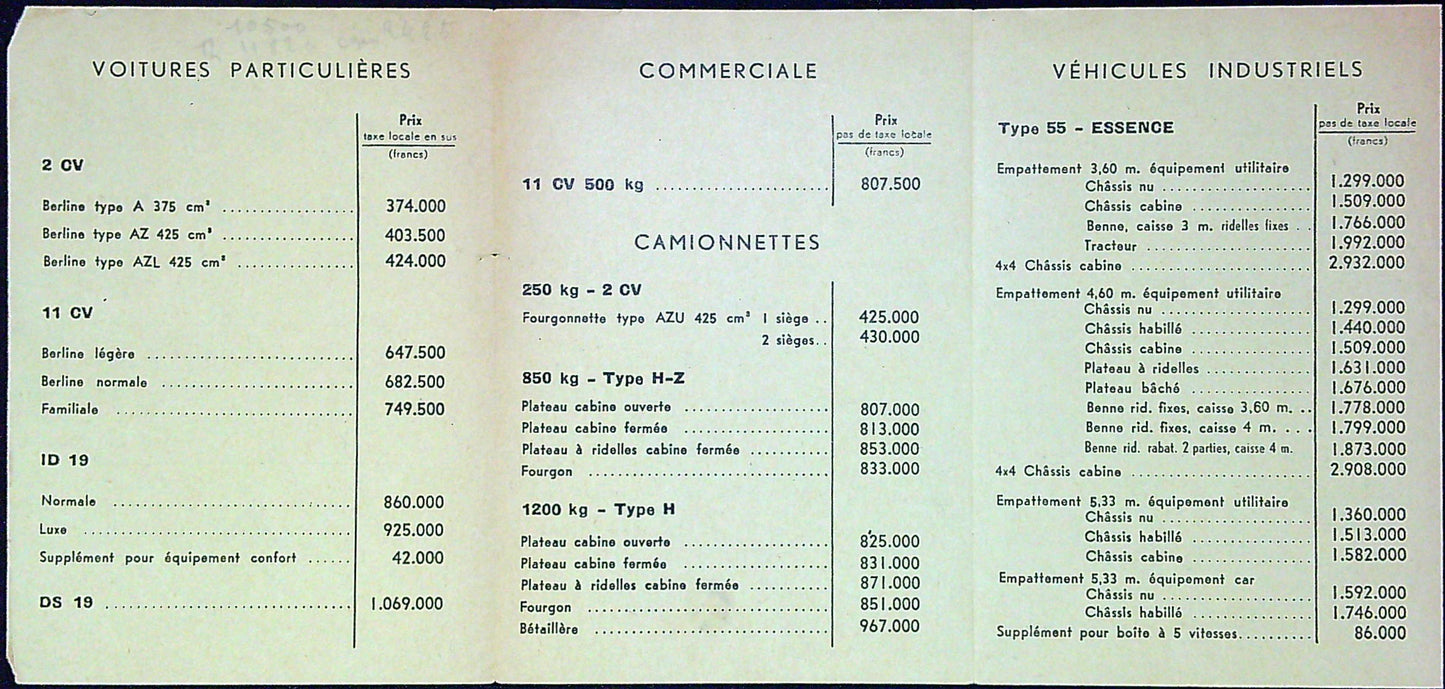 VOITURES PARTICULIÈRES
Prix
taxe locale en sus
(francs)
2 CV
Berline type A 375 cm³ .................. 374.000
Berline type AZ 425 cm³ .................. 403.500
Berline type AZL 425 cm³ ................ 424.000
11 CV
Berline légère ............................ 647.500
Berline normale .......................... 682.500
Familiale ................................ 749.500
ID 19
Normale ................................ 860.000
Luxe .................................... 925.000
Supplément pour équipement confort ...... 42.000
DS 19 .................................. 1.069.000
COMMERCIALE
Prix
pas de taxe locale
(francs)
11 CV 500 kg ........................ 807.500
CAMIONNETTES
250 kg - 2 CV
Fourgonnette type AZU 425 cm³ 1 siège .. 425.000
2 sièges.. 430.000
850 kg - Type H-Z
Plateau cabine ouverte .................... 807.000
Plateau cabine fermée .................... 813.000
Plateau à ridelles cabine fermée ........... 853.000
Fourgon ................................ 833.000
1200 kg - Type H
Plateau cabine ouverte .................... 825.000
Plateau cabine fermée .................... 831.000
Plateau à ridelles cabine fermée ........... 871.000
Fourgon ................................ 851.000
Bétaillère ................................ 967.000
VÉHICULES INDUSTRIELS
Prix
pas de taxe locale
(francs)
Type 55 - ESSENCE
Empattement 3,60 m. équipement utilitaire
Châssis nu ..................... 1.299.000
Châssis cabine ................. 1.509.000
Benne, caisse 3 m. ridelles fixes .. 1.766.000
Tracteur ....................... 1.992.000
4x4 Châssis cabine ......................... 2.932.000
Empattement 4,60 m. équipement utilitaire
Châssis nu ..................... 1.299.000
Châssis habillé ................. 1.440.000
Châssis cabine ................. 1.509.000
Plateau à ridelles ............... 1.631.000
Plateau bâché .................. 1.676.000
Benne rid. fixes, caisse 3,60 m. .. 1.778.000
Benne rid. fixes, caisse 4 m. .... 1.799.000
Benne rid. rabat. 2 parties, caisse 4 m. 1.873.000
4x4 Châssis cabine ......................... 2.908.000
Empattement 5,33 m. équipement utilitaire
Châssis nu ..................... 1.360.000
Châssis habillé ................. 1.513.000
Châssis cabine ................. 1.582.000
Empattement 5,33 m. équipement car
Châssis nu ..................... 1.592.000
Châssis habillé ................. 1.746.000
Supplément pour boîte à 5 vitesses.......... 86.000